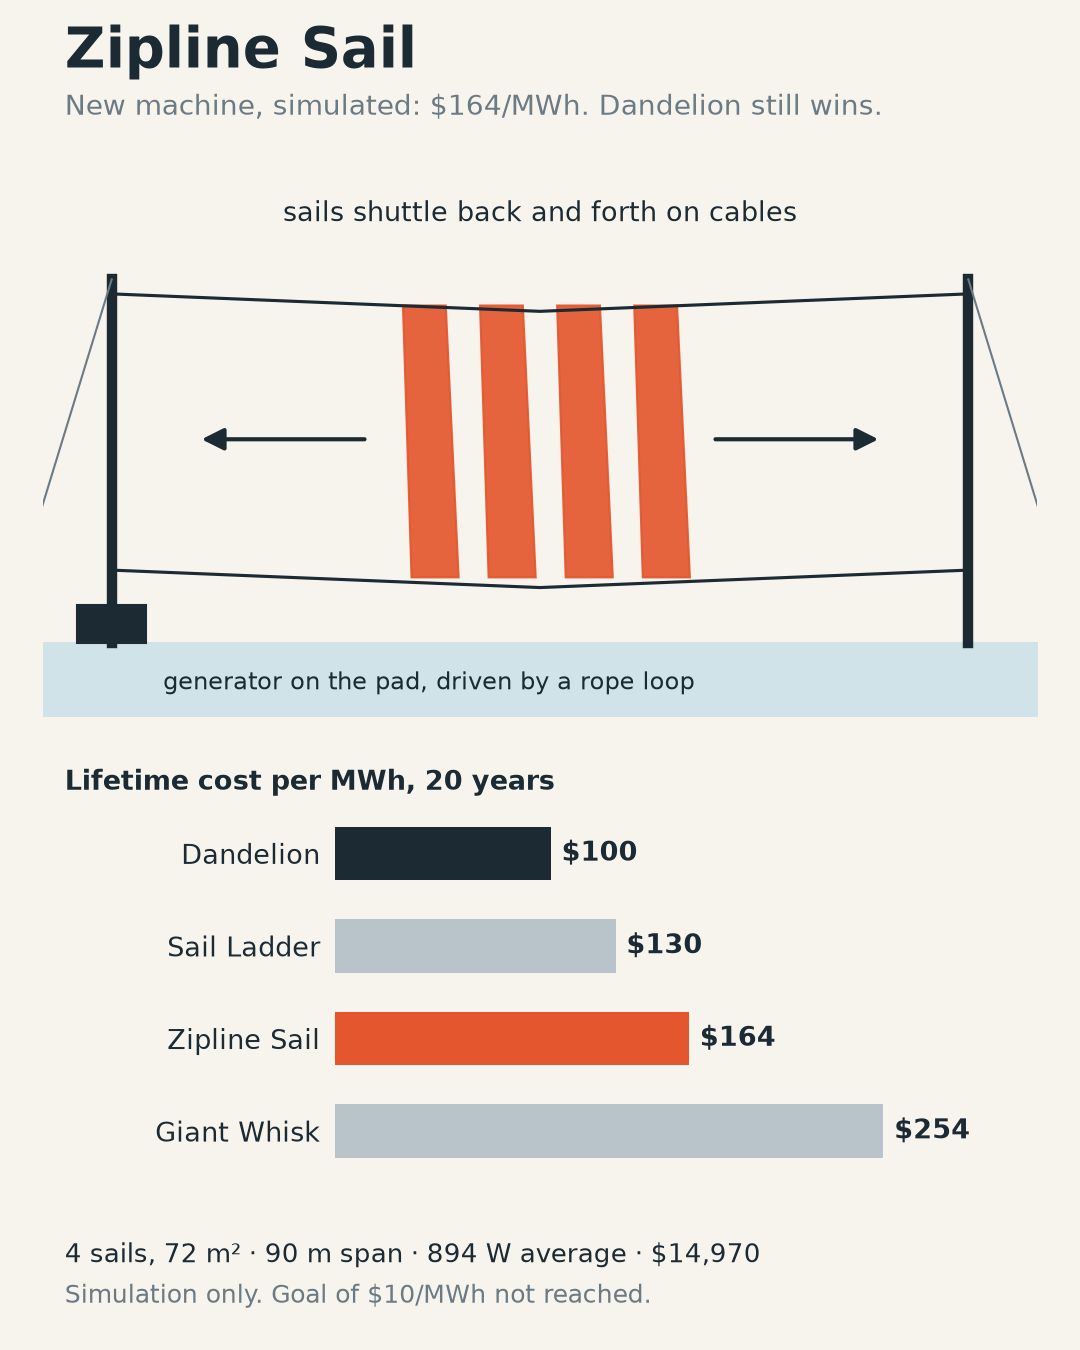 Zipline Sail
New machine, simulated: $164/MWh. Dandelion still wins.
sails shuttle back and forth on cables
generator on the pad, driven by a rope loop
Lifetime cost per MWh, 20 years
Dandelion $100
Sail Ladder $130
Zipline Sail $164
Giant Whisk $254
4 sails, 72 m² · 90 m span · 894 W average · $14,970
Simulation only. Goal of $10/MWh not reached.